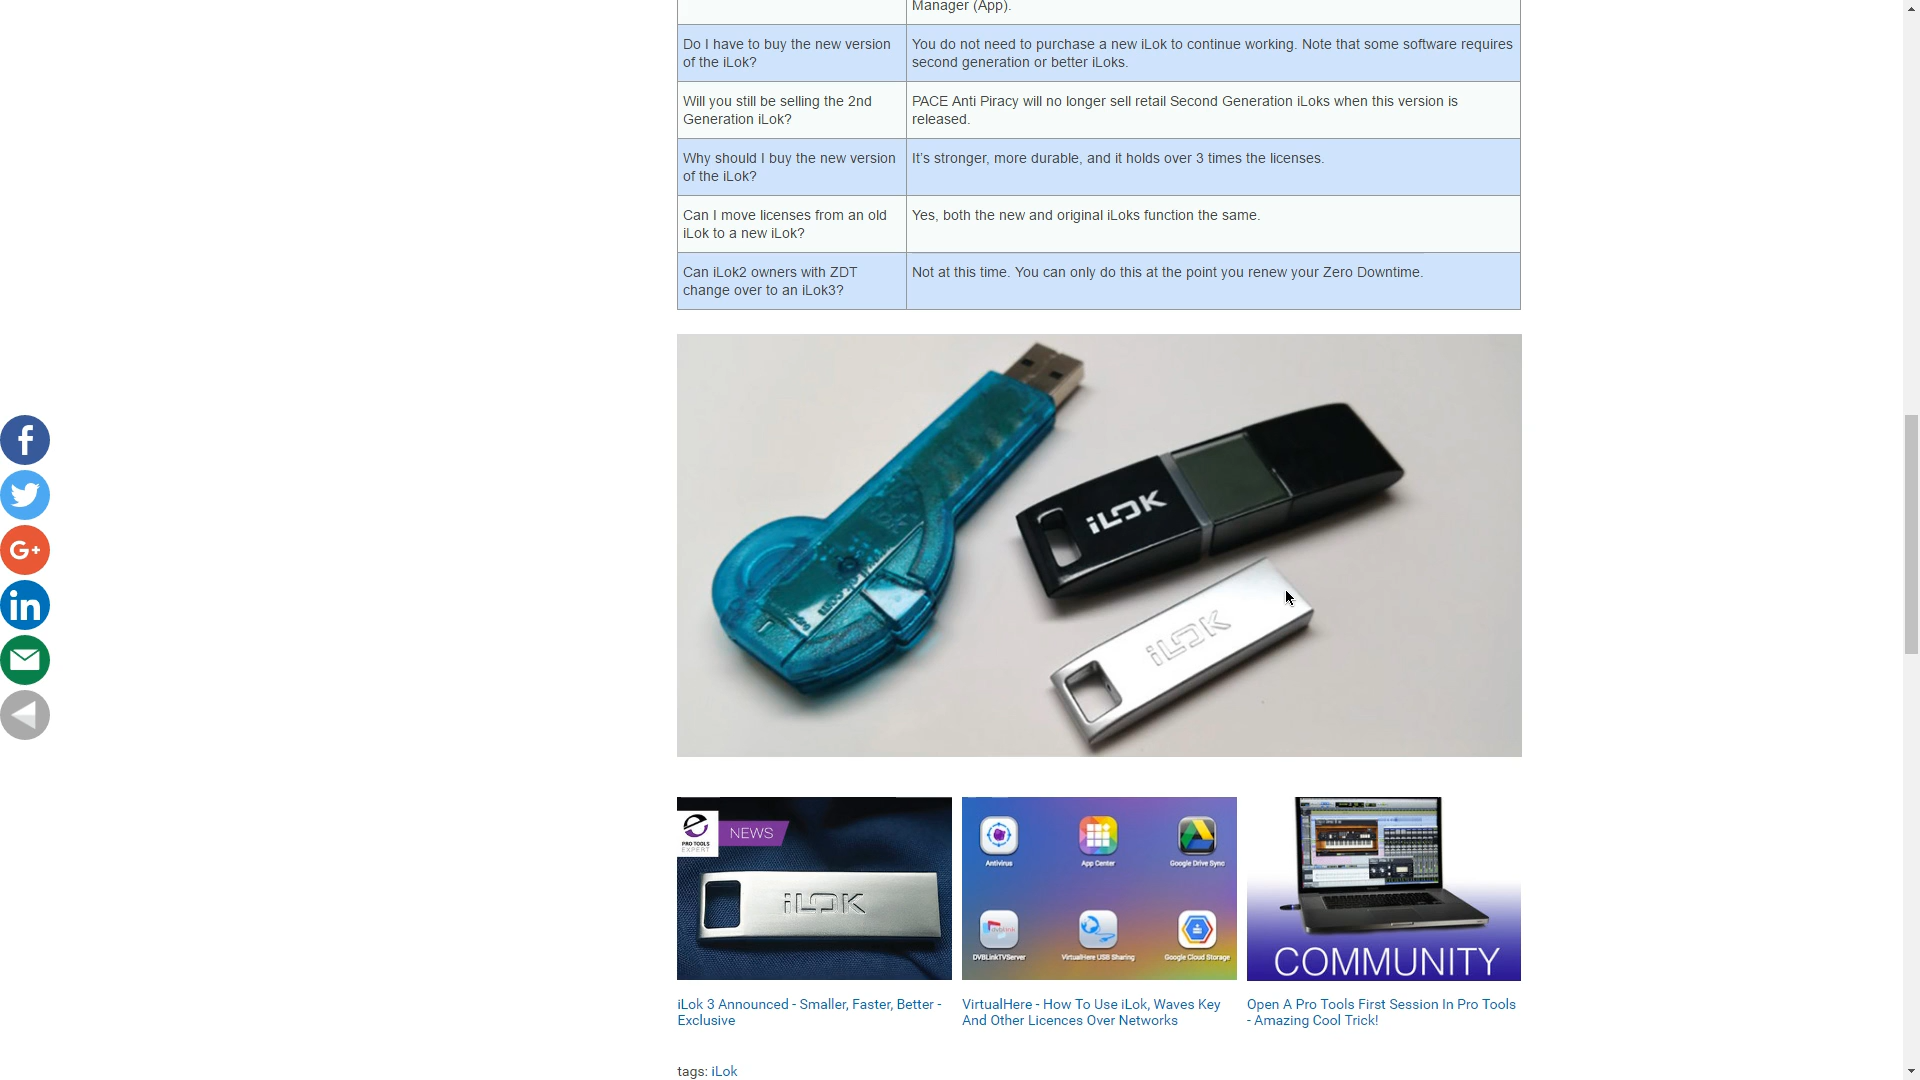 Manager (App).
Do I have to buy the new version
of the iLok?
You do not need to purchase a new iLok to continue working. Note that some software requires
second generation or better iLoks.
Will you still be selling the 2nd
Generation iLok?
PACE Anti Piracy will no longer sell retail Second Generation iLoks when this version is
released.
Why should I buy the new version
of the iLok?
It’s stronger, more durable, and it holds over 3 times the licenses.
Can I move licenses from an old
iLok to a new iLok?
Yes, both the new and original iLoks function the same.
Can iLok2 owners with ZDT
change over to an iLok3?
Not at this time. You can only do this at the point you renew your Zero Downtime.
iLOK
iLOK
PRO TOOLS
EXPERT
NEWS
iLOK
Antivirus
App Center
Google Drive Sync
DVBLinkTVServer
VirtualHere USB Sharing
Google Cloud Storage
COMMUNITY
iLok 3 Announced - Smaller, Faster, Better -
Exclusive
VirtualHere - How To Use iLok, Waves Key
And Other Licences Over Networks
Open A Pro Tools First Session In Pro Tools
- Amazing Cool Trick!
tags: iLok